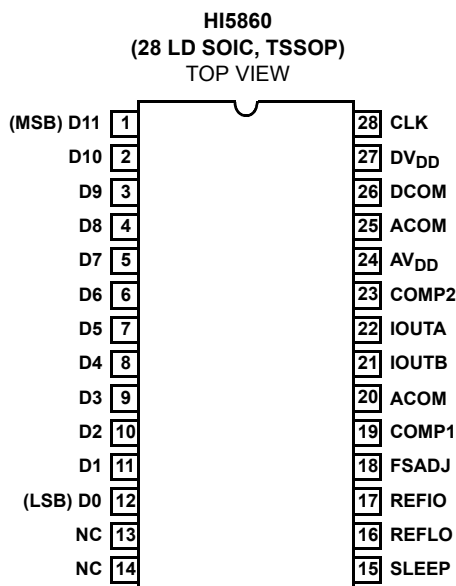 HI5860
(28 LD SOIC, TSSOP)
TOP VIEW
(MSB) D11 1 28 CLK
D10 2 27 DVDD
D9 3 26 DCOM
D8 4 25 ACOM
D7 5 24 AVDD
D6 6 23 COMP2
D5 7 22 IOUTA
D4 8 21 IOUTB
D3 9 20 ACOM
D2 10 19 COMP1
D1 11 18 FSADJ
(LSB) D0 12 17 REFIO
NC 13 16 REFLO
NC 14 15 SLEEP